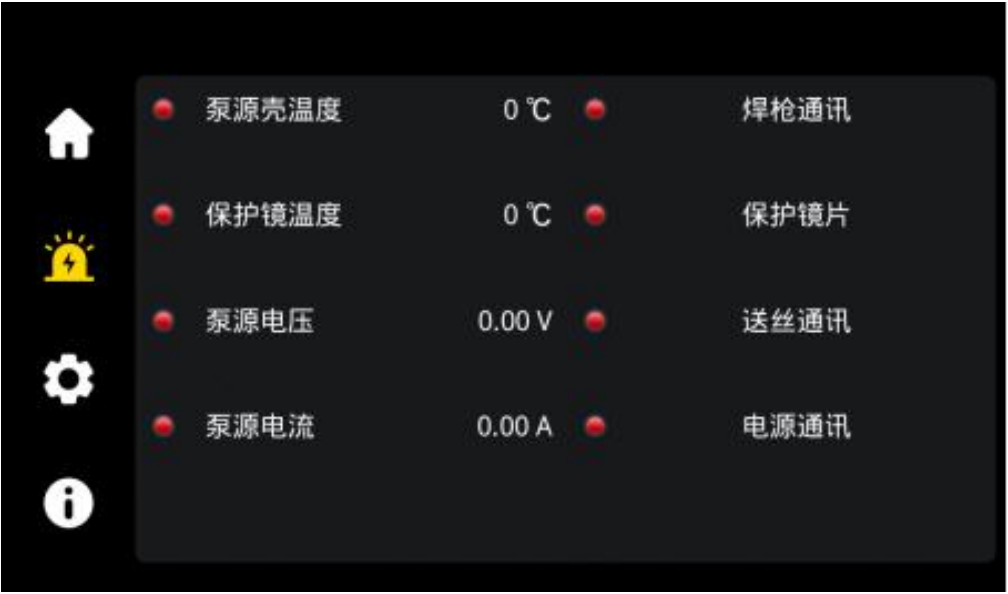 泵源壳温度 0 ℃ 焊枪通讯
保护镜温度 0 ℃ 保护镜片
泵源电压 0.00 V 送丝通讯
泵源电流 0.00 A 电源通讯